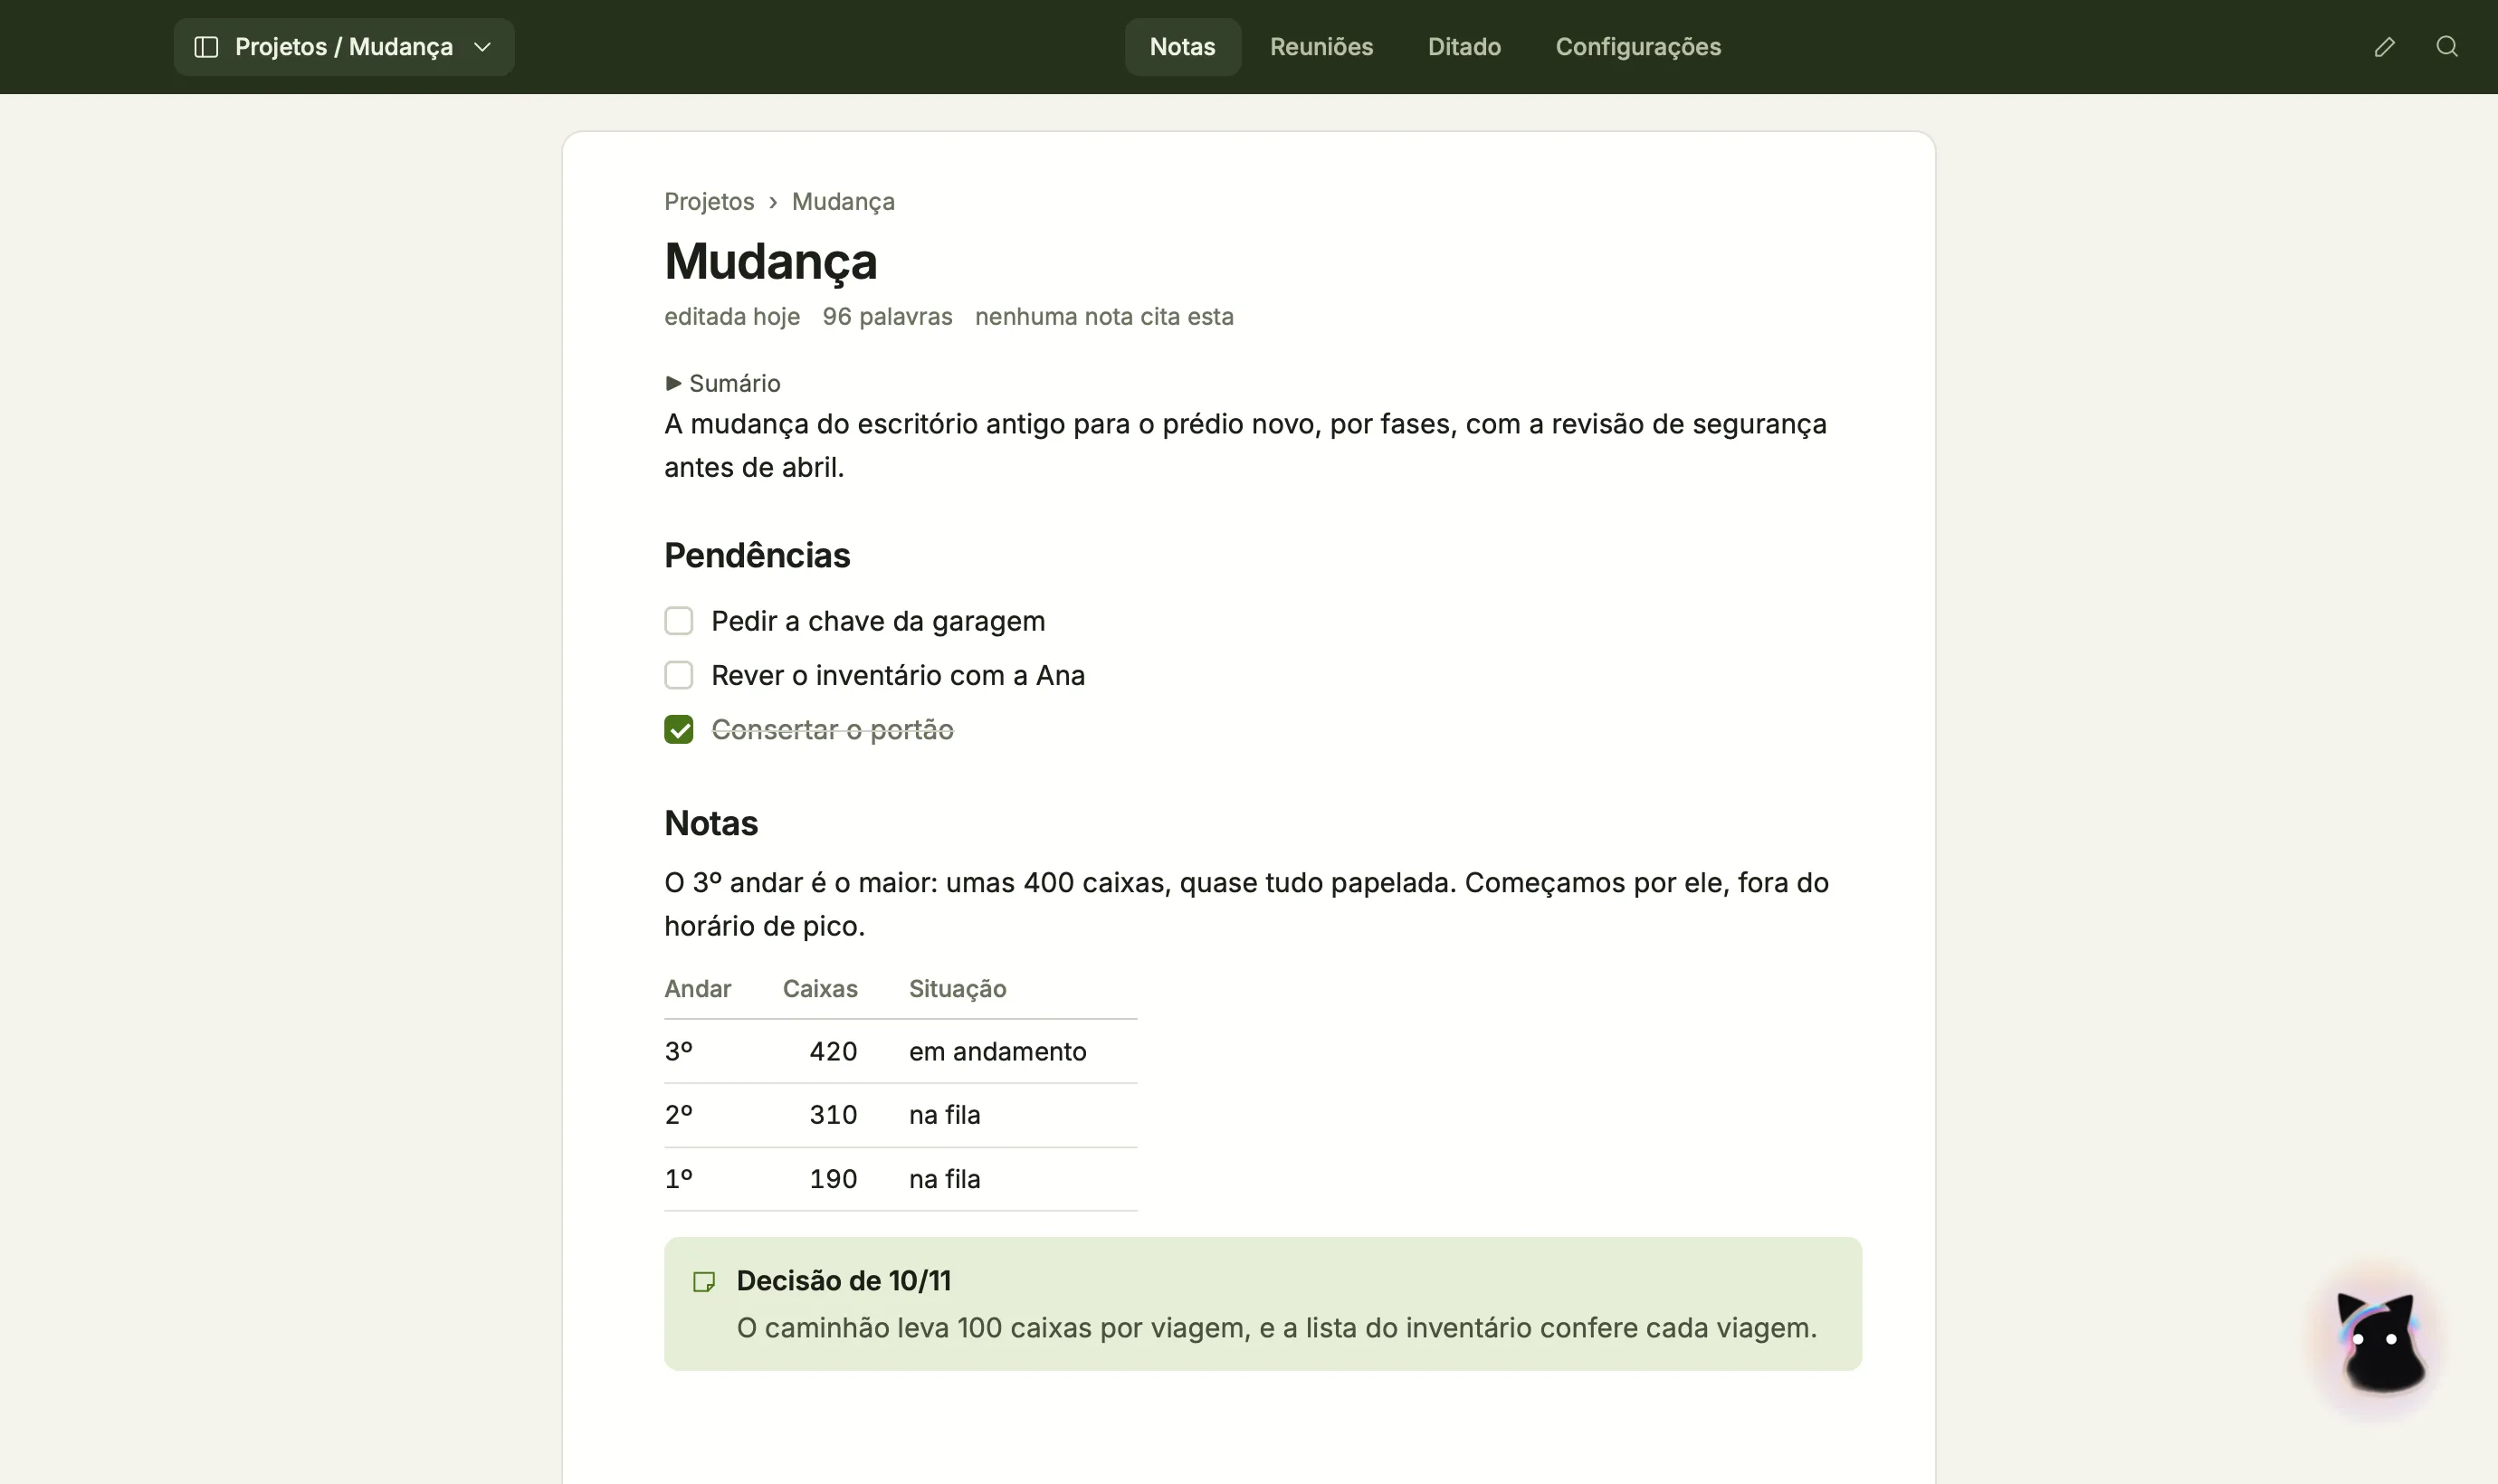 Projetos / Mudança
Notas
Reuniões
Ditado
Configurações
Projetos › Mudança
Mudança
editada hoje 96 palavras nenhuma nota cita esta
Sumário
A mudança do escritório antigo para o prédio novo, por fases, com a revisão de segurança
antes de abril.
Pendências
Pedir a chave da garagem
Rever o inventário com a Ana
Consertar o portão
Notas
O 3º andar é o maior: umas 400 caixas, quase tudo papelada. Começamos por ele, fora do
horário de pico.
Andar Caixas Situação
3º 420 em andamento
2º 310 na fila
1º 190 na fila
Decisão de 10/11
O caminhão leva 100 caixas por viagem, e a lista do inventário confere cada viagem.